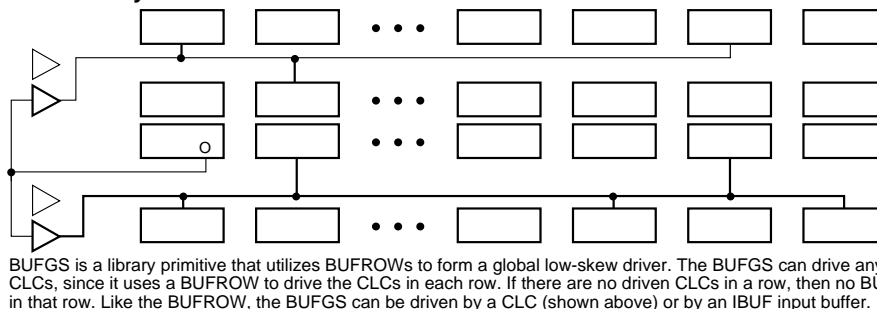 O
BUFGS is a library primitive that utilizes BUFROWs to form a global low-skew driver. The BUFGS can drive any
CLCs, since it uses a BUFROW to drive the CLCs in each row. If there are no driven CLCs in a row, then no
in that row. Like the BUFROW, the BUFGS can be driven by a CLC (shown above) or by an IBUF input buffer.